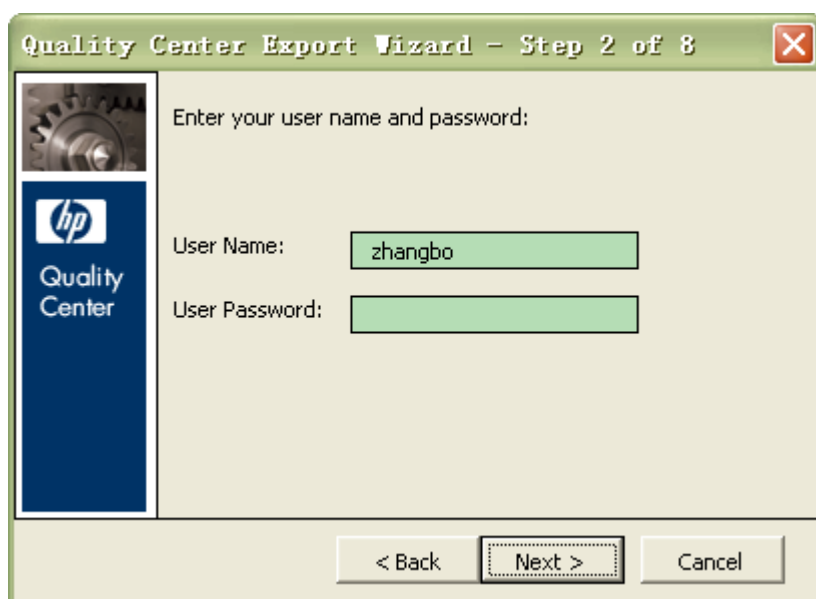 Quality Center Export Wizard - Step 2 of 8
Enter your user name and password:
hp
Quality
Center
User Name:
zhangbo
User Password:
< Back
Next >
Cancel